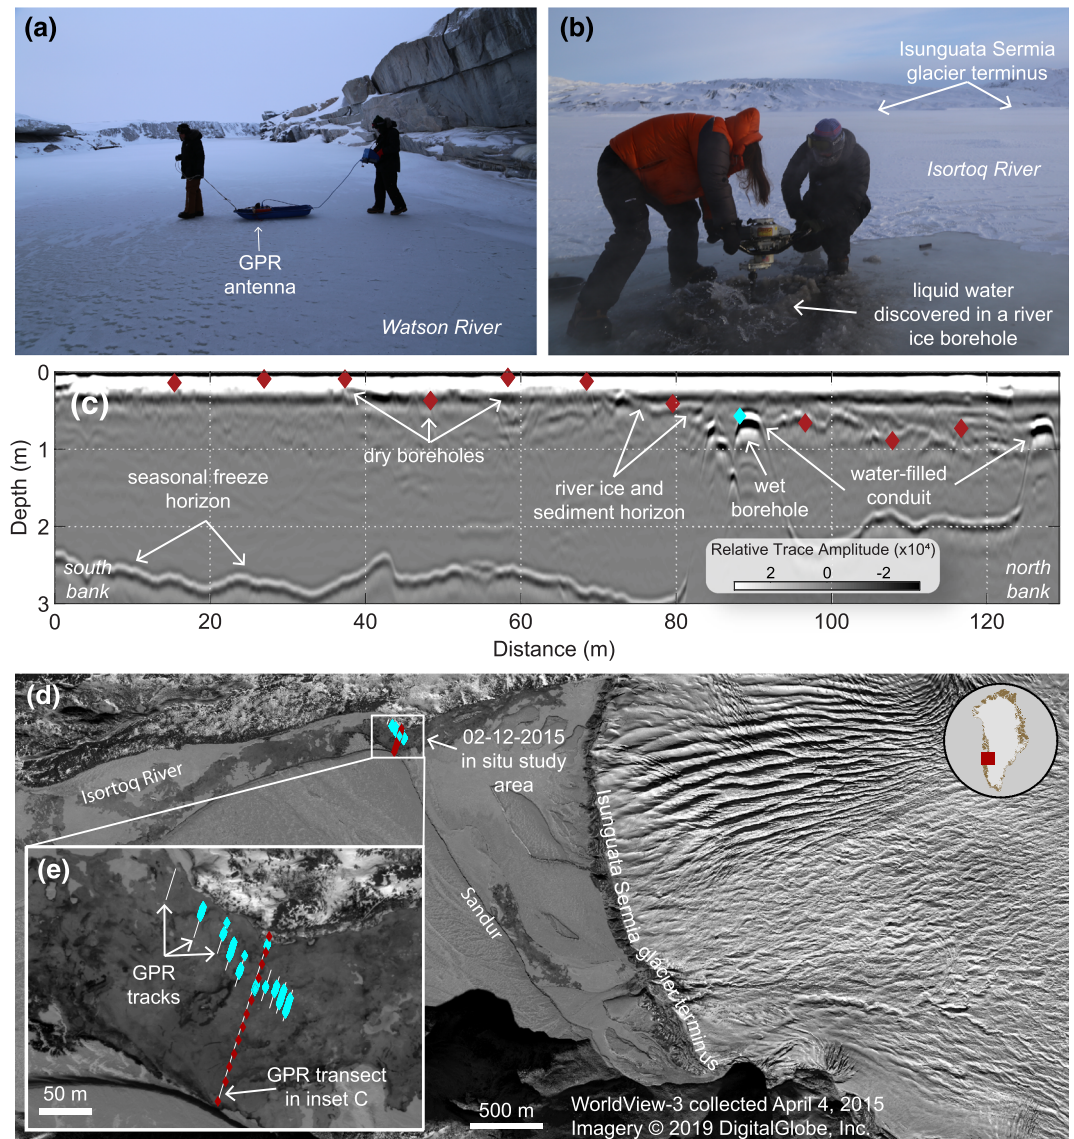 (a)
GPR
antenna
Watson River
(b)
Isunguata Sermia
glacier terminus
Isortoq River
liquid water
discovered in a river
ice borehole
0
1
2
3
Depth (m)
(c)
seasonal freeze
horizon
dry boreholes
river ice and
sediment horizon
wet
borehole
water-filled
conduit
south
bank
north
bank
Relative Trace Amplitude (x10⁴)
2 0 -2
0 20 40 60 80 100 120
Distance (m)
(d)
Isortoq River
02-12-2015
in situ study
area
Isunguata Sermia glacier terminus
Sandur
(e)
GPR
tracks
GPR transect
in inset C
50 m
500 m
WorldView-3 collected April 4, 2015
Imagery © 2019 DigitalGlobe, Inc.